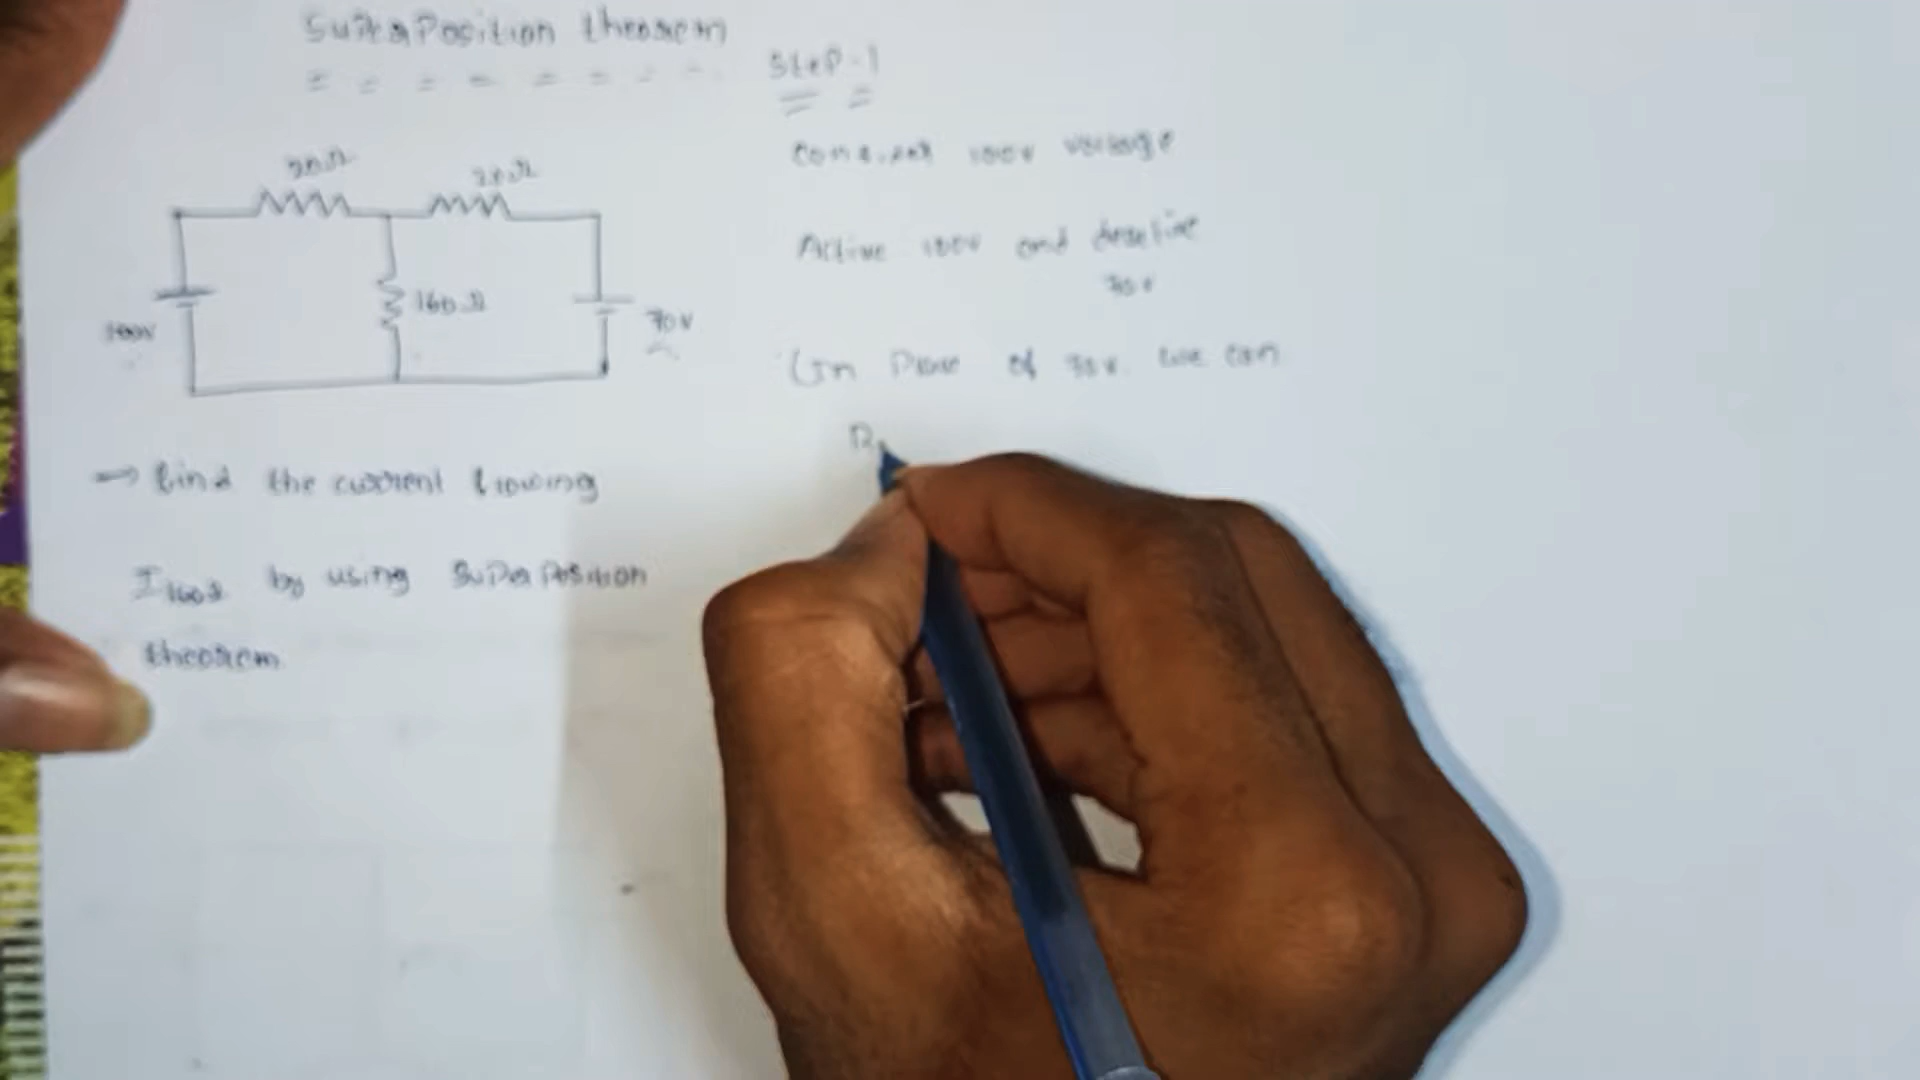 Superposition theorem
Step-1
20Ω
20Ω
160Ω
100V
70V
→ find the current flowing
I160Ω by using Superposition
theorem
Consider 100V voltage
Active 100V and deactive
70V
(In Place of 70V we can
R